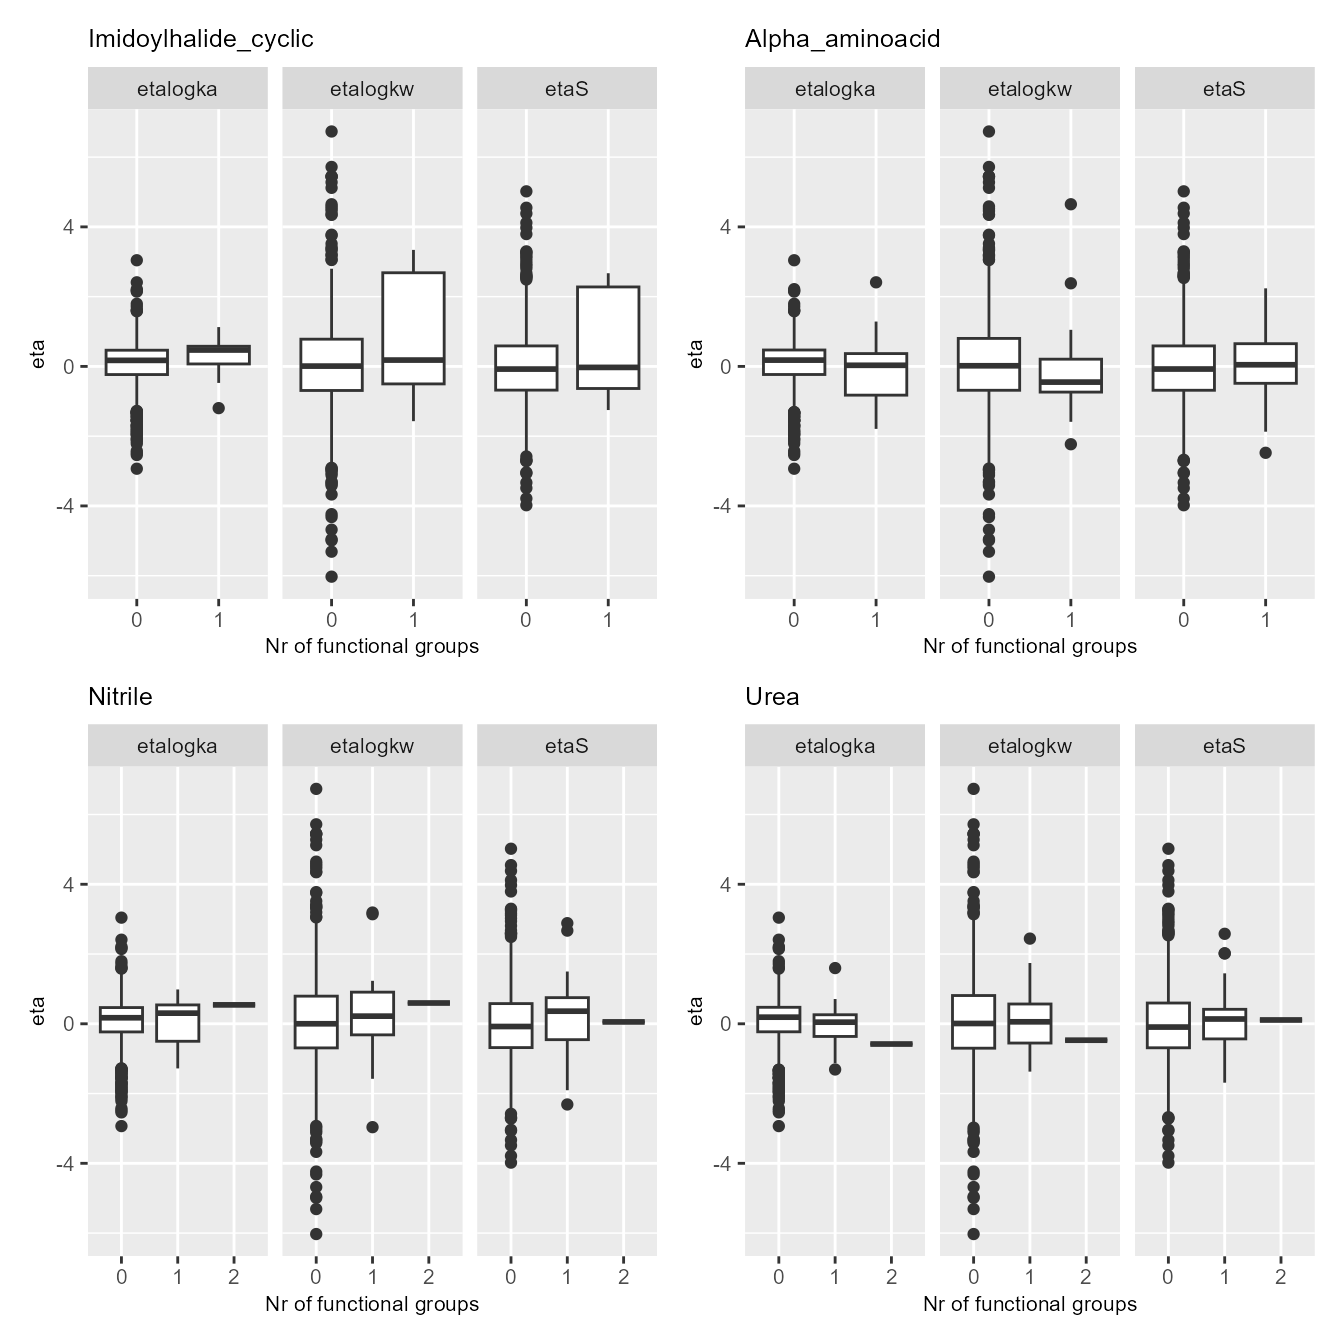 Imidoylhalide_cyclic
etalogka etalogkw etaS
eta
4
0
-4
0 1 0 1 0 1
Nr of functional groups
Alpha_aminoacid
etalogka etalogkw etaS
eta
4
0
-4
0 1 0 1 0 1
Nr of functional groups
Nitrile
etalogka etalogkw etaS
eta
4
0
-4
0 1 2 0 1 2 0 1 2
Nr of functional groups
Urea
etalogka etalogkw etaS
eta
4
0
-4
0 1 2 0 1 2 0 1 2
Nr of functional groups